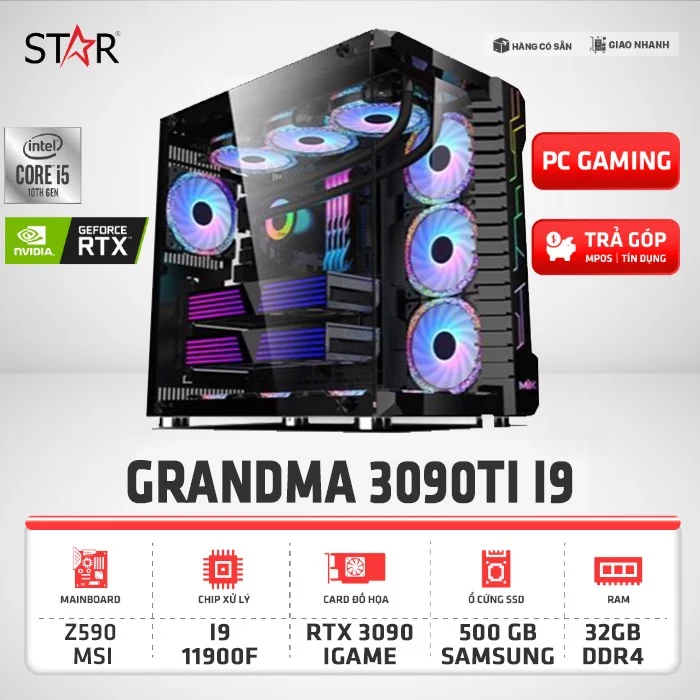 STAR®
HÀNG CÓ SẴN
GIAO NHANH
intel
CORE i5
10TH GEN
NVIDIA.
GEFORCE
RTX™
PC GAMING
TRẢ GÓP
MPOS | TÍN DỤNG
MIK
GRANDMA 3090TI I9
MAINBOARD
CHIP XỬ LÝ
CARD ĐỒ HỌA
Ổ CỨNG SSD
RAM
Z590
MSI
I9
11900F
RTX 3090
IGAME
500 GB
SAMSUNG
32GB
DDR4